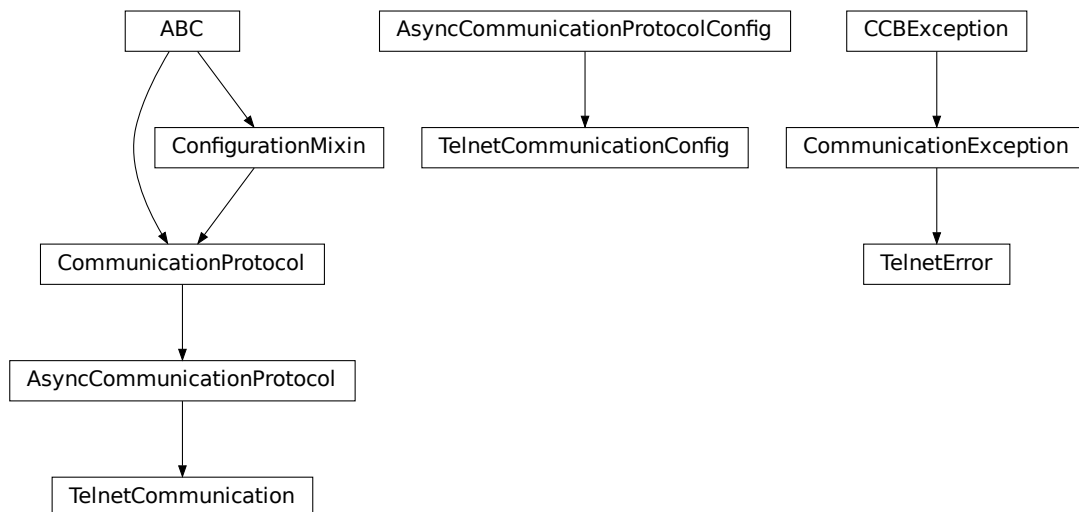 ABC
AsyncCommunicationProtocolConfig
CCBException
ConfigurationMixin
TelnetCommunicationConfig
CommunicationException
CommunicationProtocol
TelnetError
AsyncCommunicationProtocol
TelnetCommunication